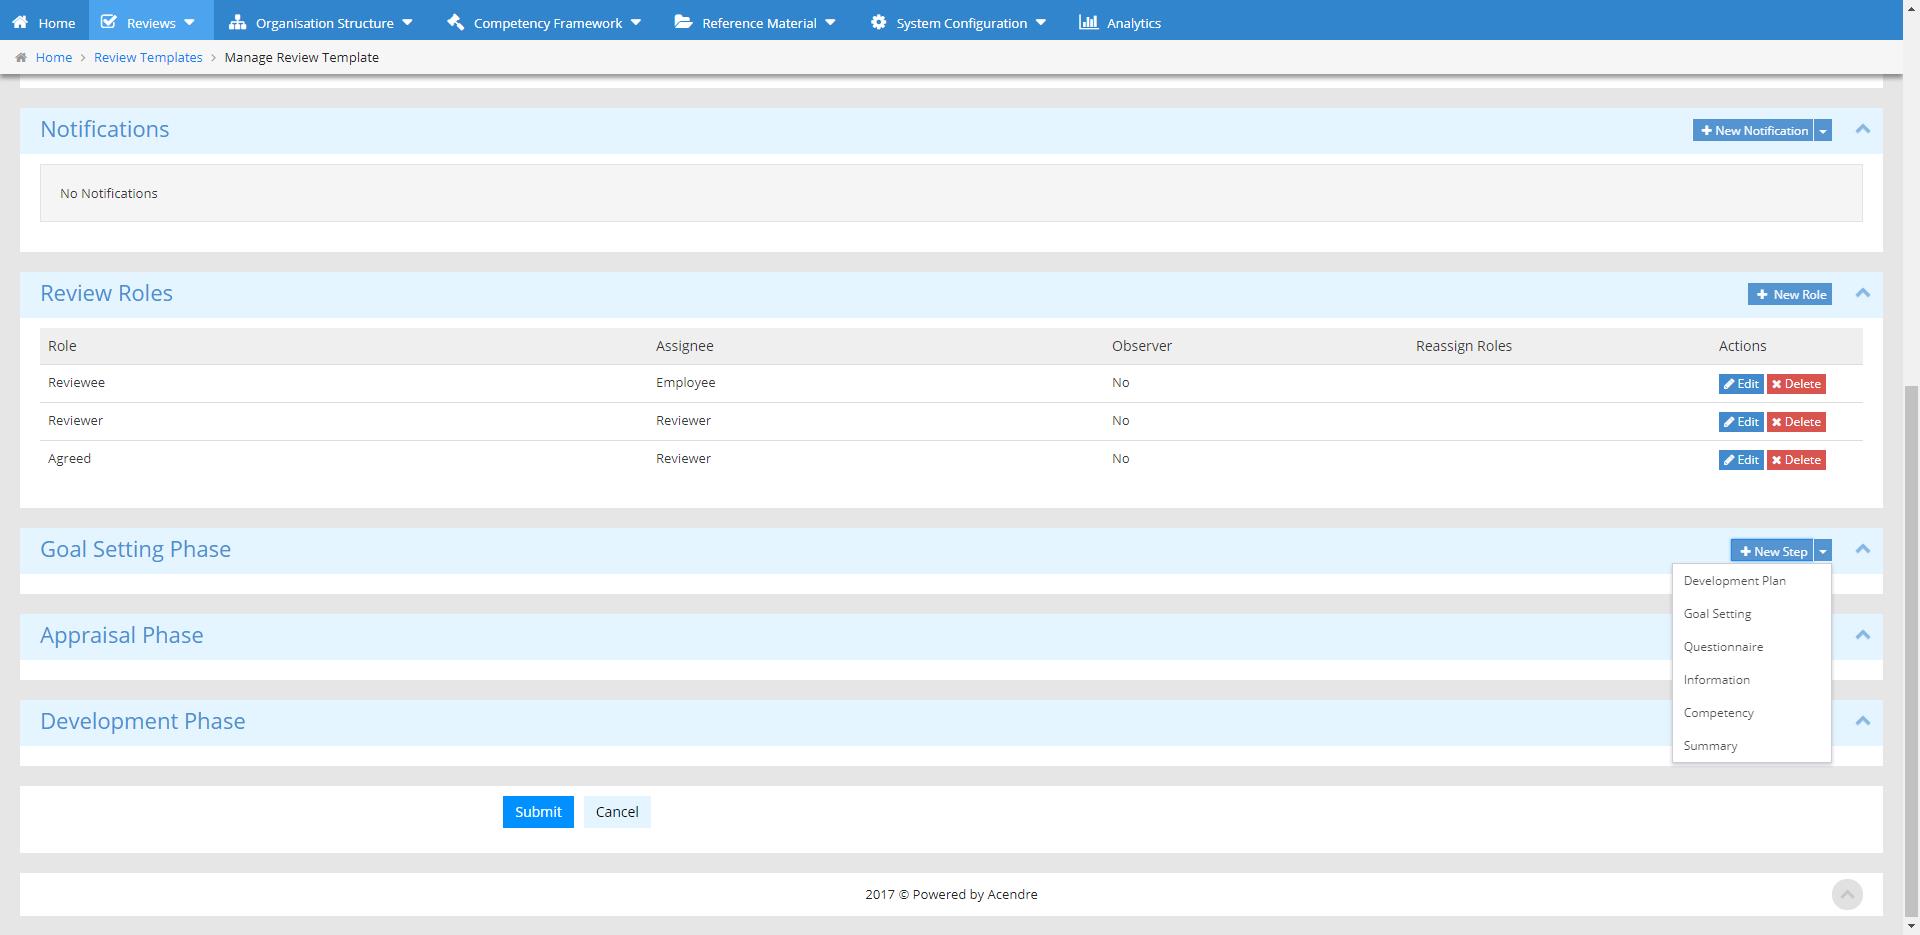 Home Reviews Organisation Structure Competency Framework Reference Material System Configuration Analytics
Home > Review Templates > Manage Review Template
Notifications New Notification
No Notifications
Review Roles New Role
Role Assignee Observer Reassign Roles Actions
Reviewee Employee No Edit Delete
Reviewer Reviewer No Edit Delete
Agreed Reviewer No Edit Delete
Goal Setting Phase New Step
Development Plan
Goal Setting
Appraisal Phase
Questionnaire
Information
Development Phase
Competency
Summary
Submit Cancel
2017 © Powered by Acendre